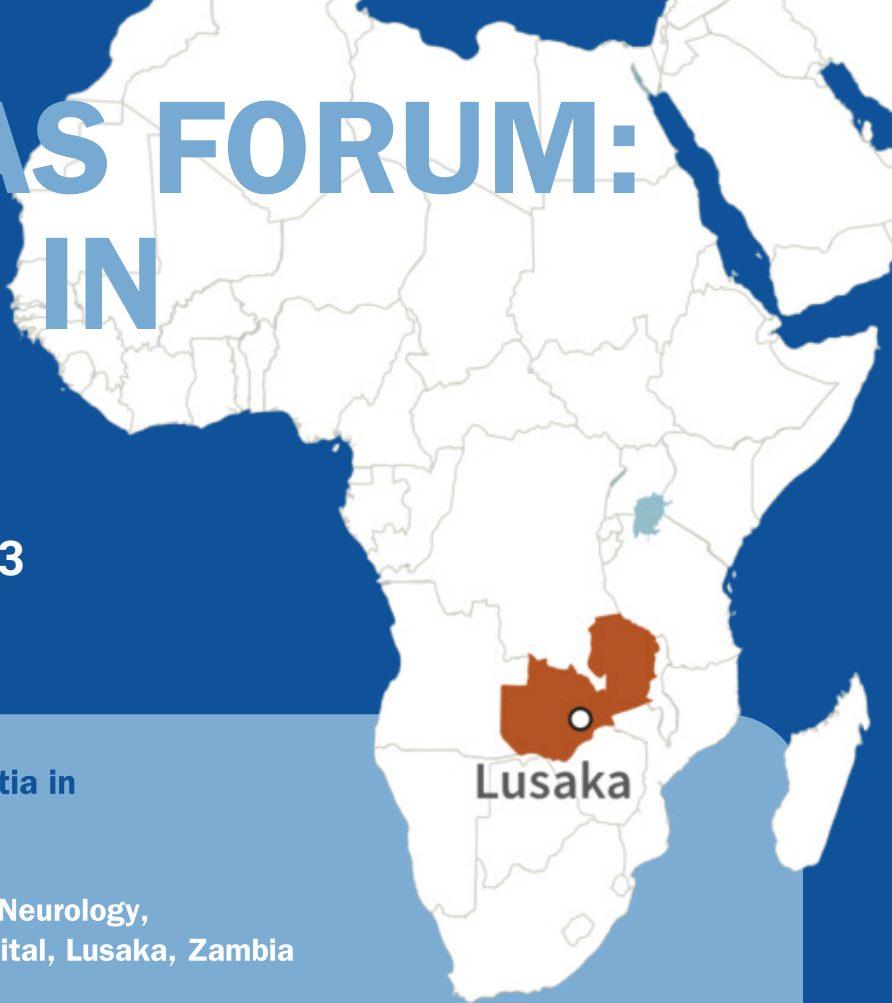 AS FORUM:
IN
3
tia in
Neurology,
ital, Lusaka, Zambia
Lusaka